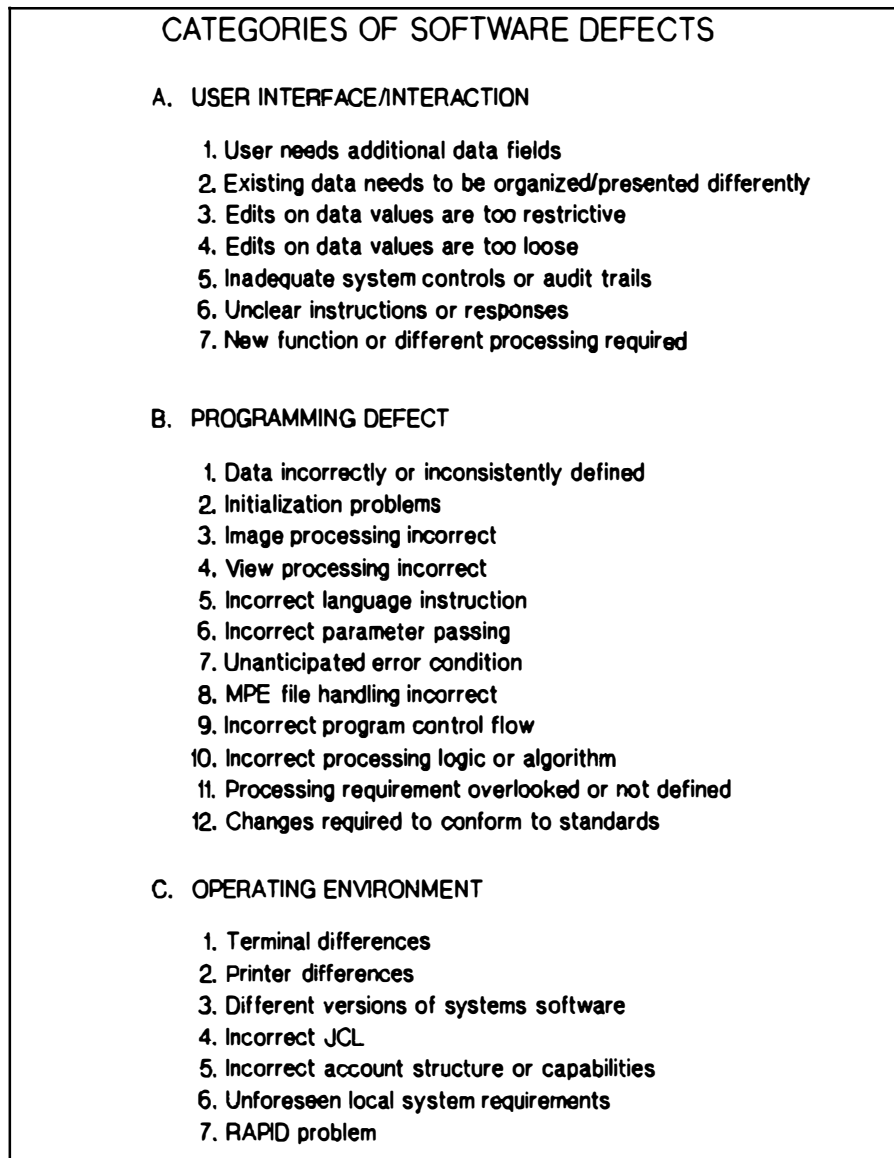 CATEGORIES OF SOFTWARE DEFECTS
A. USER INTERFACE/INTERACTION
1. User needs additional data fields
2. Existing data needs to be organized/presented differently
3. Edits on data values are too restrictive
4. Edits on data values are too loose
5. Inadequate system controls or audit trails
6. Unclear instructions or responses
7. New function or different processing required
B. PROGRAMMING DEFECT
1. Data incorrectly or inconsistently defined
2. Initialization problems
3. Image processing incorrect
4. View processing incorrect
5. Incorrect language instruction
6. Incorrect parameter passing
7. Unanticipated error condition
8. MPE file handling incorrect
9. Incorrect program control flow
10. Incorrect processing logic or algorithm
11. Processing requirement overlooked or not defined
12. Changes required to conform to standards
C. OPERATING ENVIRONMENT
1. Terminal differences
2. Printer differences
3. Different versions of systems software
4. Incorrect JCL
5. Incorrect account structure or capabilities
6. Unforeseen local system requirements
7. RAPID problem